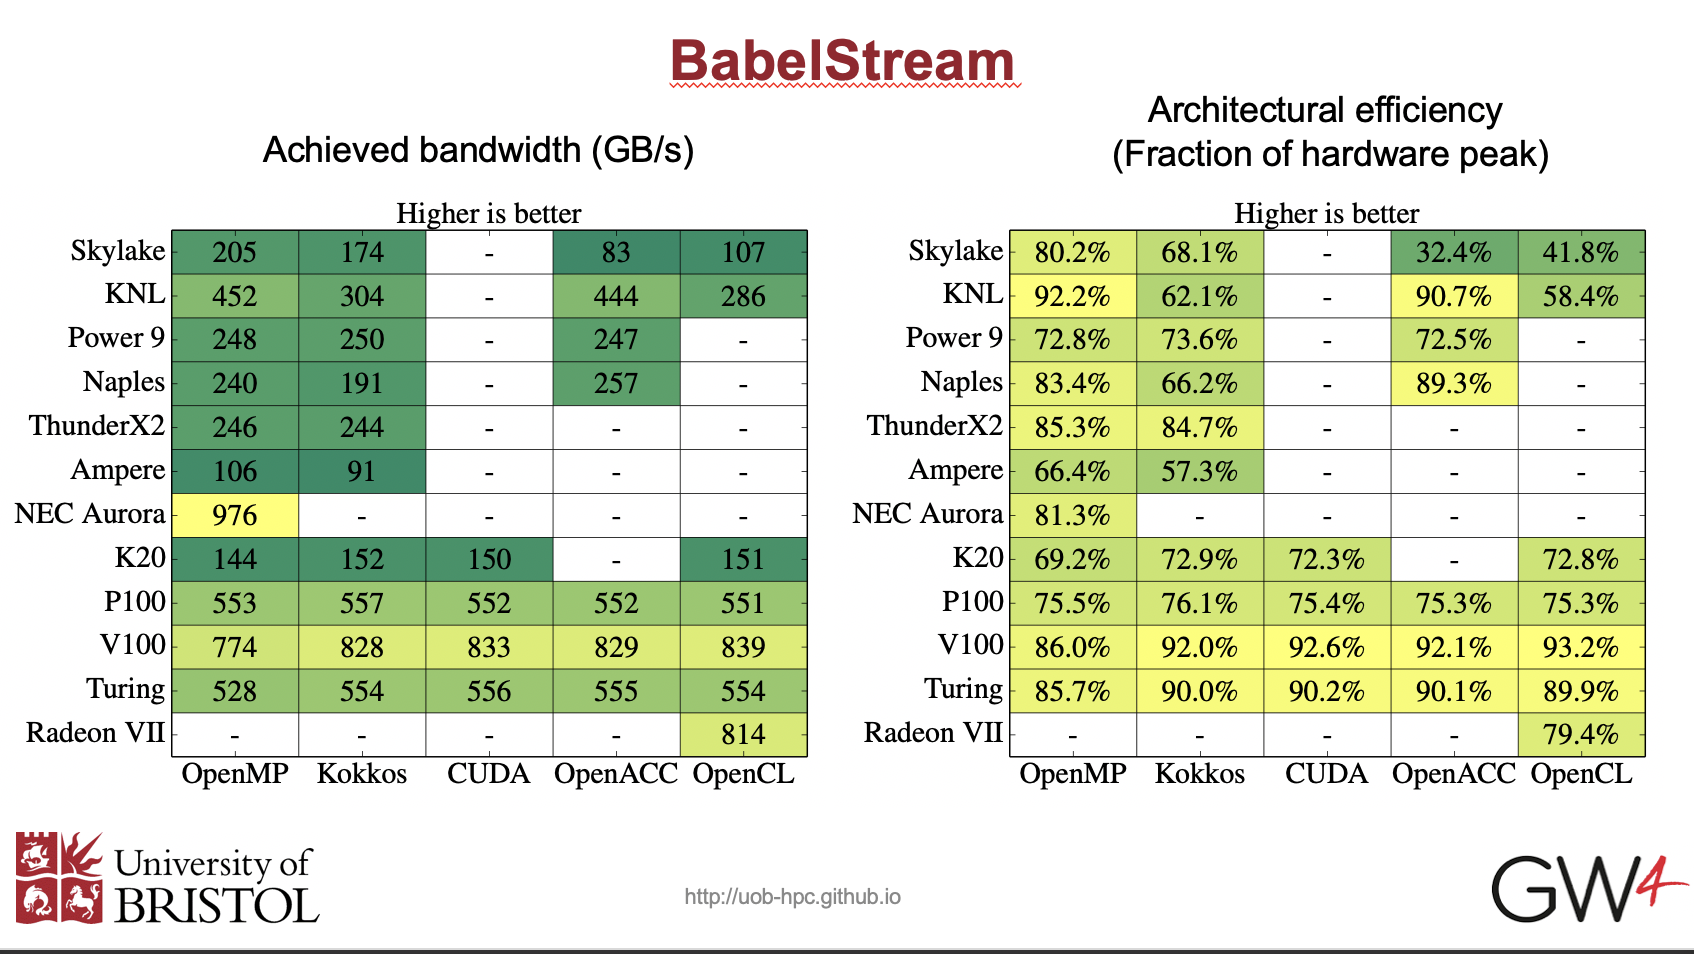 BabelStream
Achieved bandwidth (GB/s)
Higher is better
Skylake 205 174 - 83 107
KNL 452 304 - 444 286
Power 9 248 250 - 247 -
Naples 240 191 - 257 -
ThunderX2 246 244 - - -
Ampere 106 91 - - -
NEC Aurora 976 - - - -
K20 144 152 150 - 151
P100 553 557 552 552 551
V100 774 828 833 829 839
Turing 528 554 556 555 554
Radeon VII - - - - 814
OpenMP Kokkos CUDA OpenACC OpenCL
Architectural efficiency
(Fraction of hardware peak)
Higher is better
Skylake 80.2% 68.1% - 32.4% 41.8%
KNL 92.2% 62.1% - 90.7% 58.4%
Power 9 72.8% 73.6% - 72.5% -
Naples 83.4% 66.2% - 89.3% -
ThunderX2 85.3% 84.7% - - -
Ampere 66.4% 57.3% - - -
NEC Aurora 81.3% - - - -
K20 69.2% 72.9% 72.3% - 72.8%
P100 75.5% 76.1% 75.4% 75.3% 75.3%
V100 86.0% 92.0% 92.6% 92.1% 93.2%
Turing 85.7% 90.0% 90.2% 90.1% 89.9%
Radeon VII - - - - 79.4%
OpenMP Kokkos CUDA OpenACC OpenCL
University of
BRISTOL
http://uob-hpc.github.io
GW4